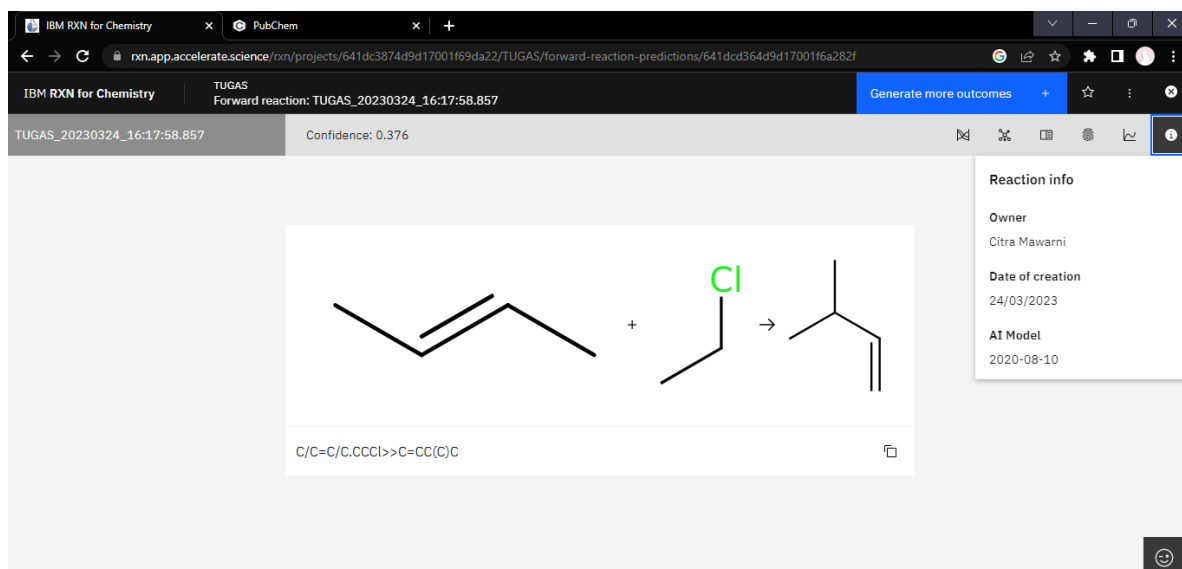 IBM RXN for Chemistry
PubChem
rxn.app.accelerate.science/rxn/projects/641dc3874d9d17001f69da22/TUGAS/forward-reaction-predictions/641dcd364d9d17001f6a282f
IBM RXN for Chemistry
TUGAS
Forward reaction: TUGAS_20230324_16:17:58.857
Generate more outcomes +
TUGAS_20230324_16:17:58.857
Confidence: 0.376
Reaction info
Owner
Citra Mawarni
Date of creation
24/03/2023
AI Model
2020-08-10
Cl
+
C/C=C/C.CCCl>>C=CC(C)C